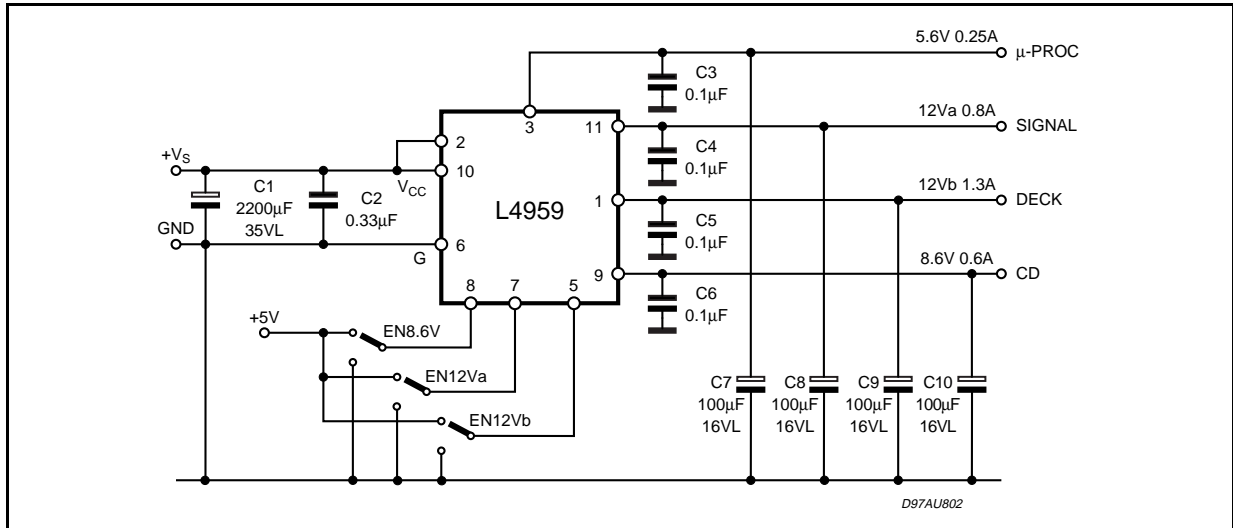 5.6V 0.25A
μ-PROC
C3
0.1μF
3
11
12Va 0.8A
SIGNAL
2
+VS
C4
0.1μF
10
C1
2200μF
35VL
C2
0.33μF
VCC
L4959
1
12Vb 1.3A
DECK
C5
0.1μF
GND
6
G
9
8.6V 0.6A
CD
8
7
5
C6
0.1μF
+5V
EN8.6V
EN12Va
EN12Vb
C7
100μF
16VL
C8
100μF
16VL
C9
100μF
16VL
C10
100μF
16VL
D97AU802